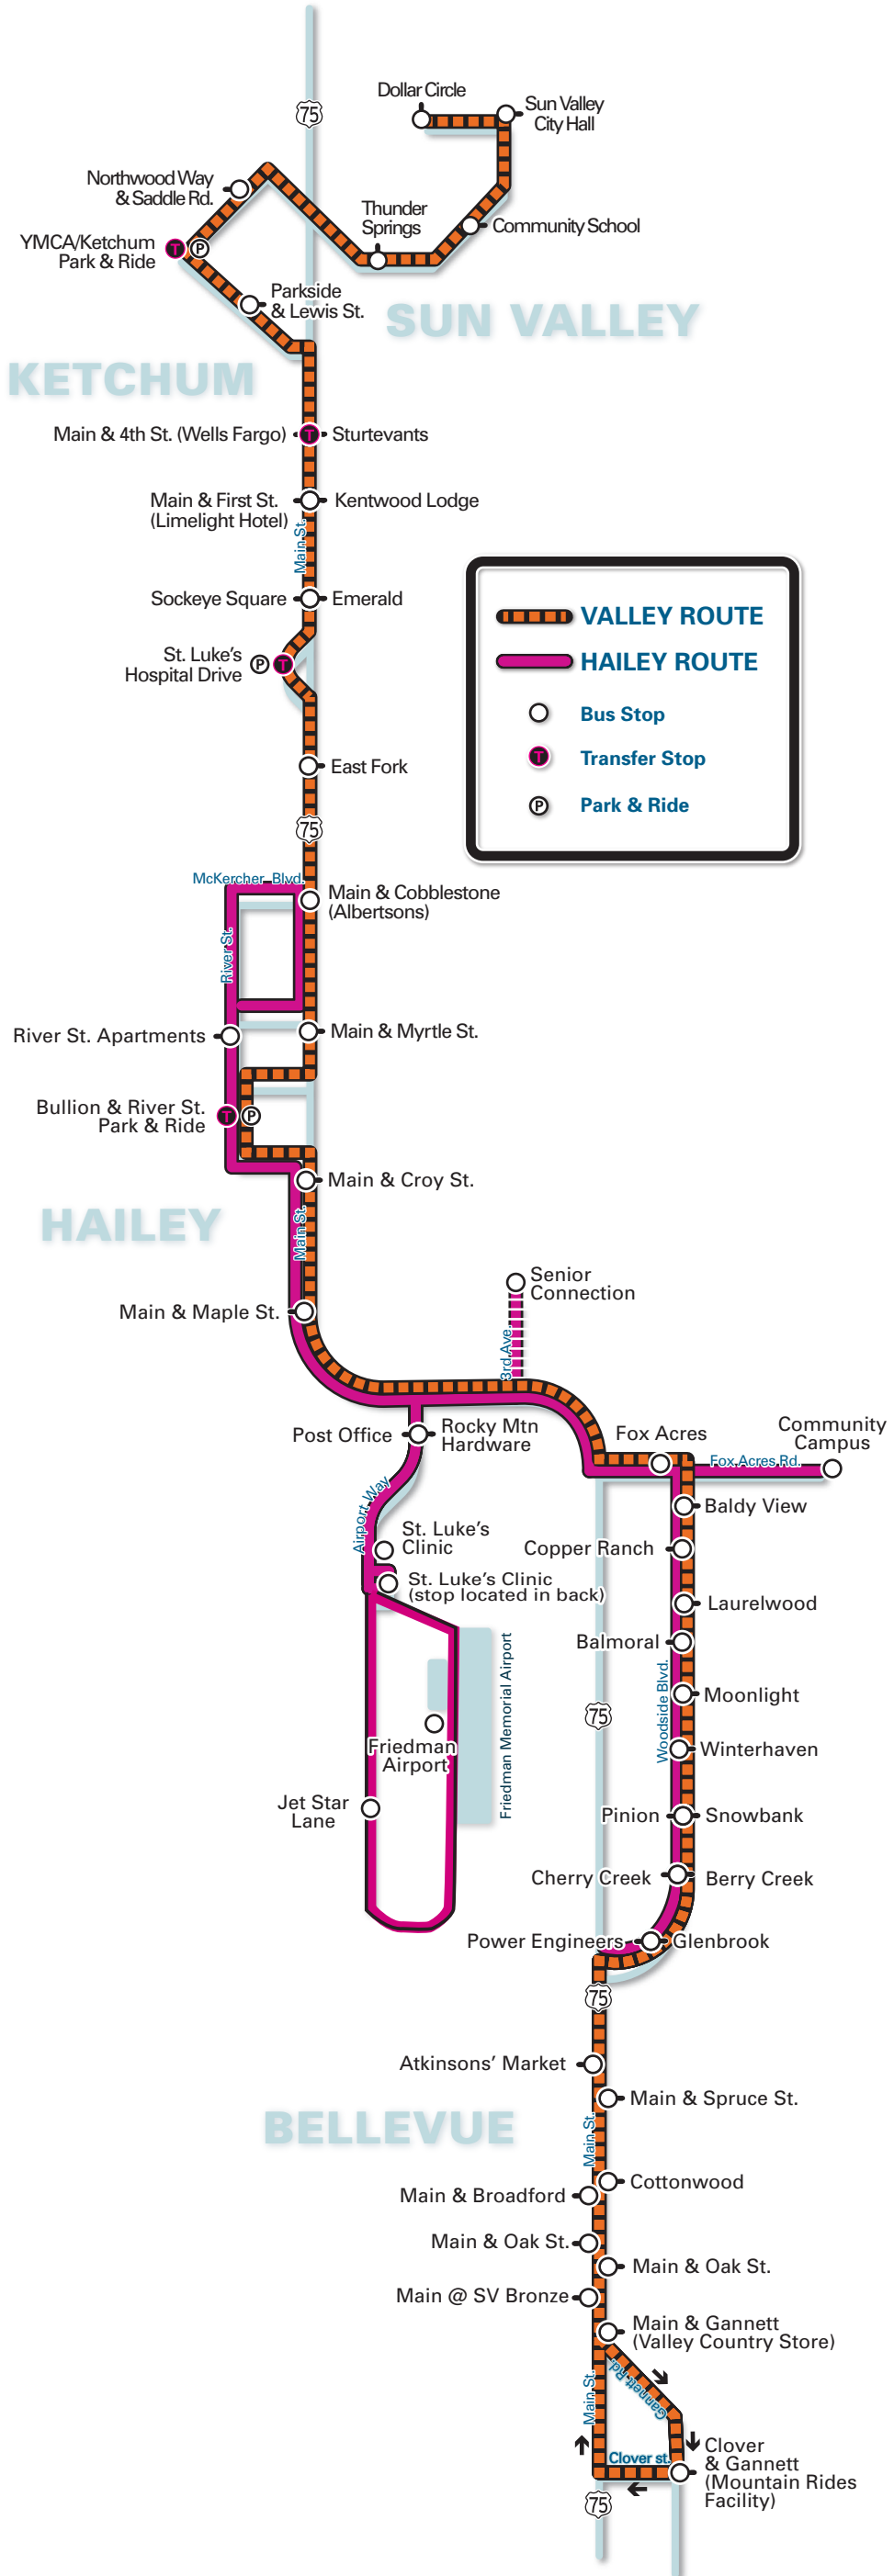 Dollar Circle
75
Sun Valley
City Hall
Northwood Way
& Saddle Rd.
Thunder
Springs
Community School
YMCA/Ketchum
Park & Ride
T
P
Parkside
& Lewis St.
SUN VALLEY
KETCHUM
Main & 4th St. (Wells Fargo)
T
Sturtevants
Main & First St.
(Limelight Hotel)
Kentwood Lodge
Main St.
Sockeye Square
Emerald
St. Luke's
Hospital Drive
P
T
VALLEY ROUTE
HAILEY ROUTE
Bus Stop
T
Transfer Stop
P
Park & Ride
East Fork
75
McKercher Blvd.
Main & Cobblestone
(Albertsons)
River St.
River St. Apartments
Main & Myrtle St.
Bullion & River St.
Park & Ride
T
P
Main & Croy St.
HAILEY
Main St.
Main & Maple St.
Senior
Connection
3rd Ave.
Post Office
Rocky Mtn
Hardware
Fox Acres
Community
Campus
Fox Acres Rd.
Airport Way
St. Luke's
Clinic
St. Luke's Clinic
(stop located in back)
Baldy View
Copper Ranch
Laurelwood
Balmoral
Woodside Blvd.
Moonlight
75
Winterhaven
Friedman Memorial Airport
Friedman
Airport
Jet Star
Lane
Pinion
Snowbank
Cherry Creek
Berry Creek
Power Engineers
Glenbrook
75
Atkinsons' Market
Main & Spruce St.
BELLEVUE
Main St.
Cottonwood
Main & Broadford
Main & Oak St.
Main & Oak St.
Main @ SV Bronze
Main & Gannett
(Valley Country Store)
Gannett Rd.
Main St.
Clover st.
Clover
& Gannett
(Mountain Rides
Facility)
75